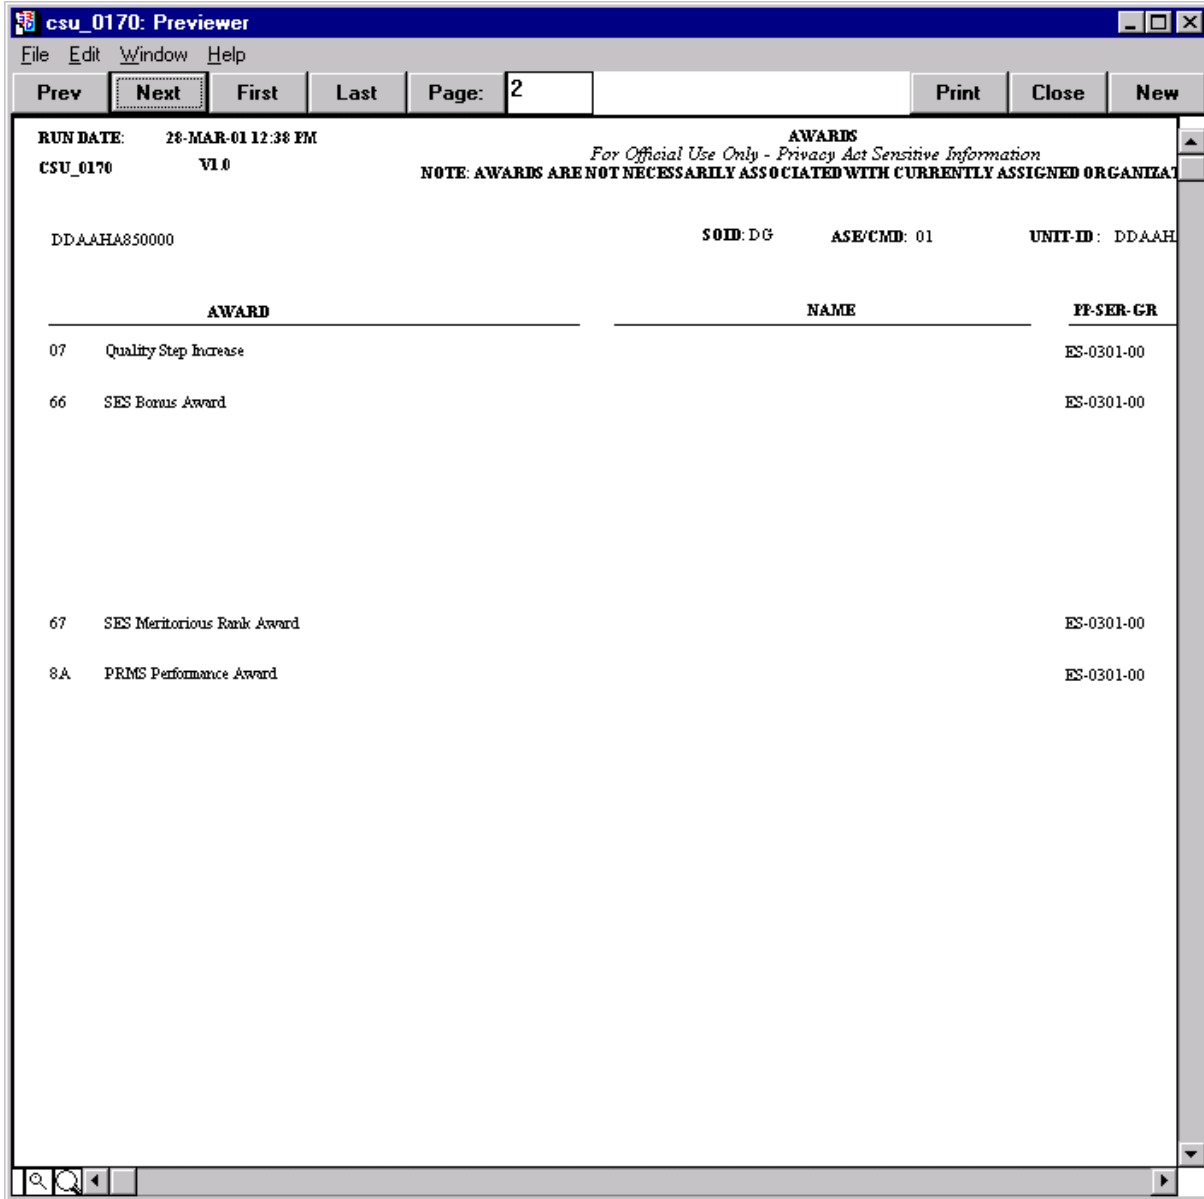 csu_0170: Previewer
File Edit Window Help
Prev Next First Last Page: 2 Print Close New
RUN DATE: 28-MAR-01 12:38 PM AWARDS
For Official Use Only - Privacy Act Sensitive Information
CSU_0170 V1.0 NOTE: AWARDS ARE NOT NECESSARILY ASSOCIATED WITH CURRENTLY ASSIGNED ORGANIZAT
DDAAHA850000 SOID: DG ASE/CMD: 01 UNIT-ID : DDAAH
AWARD NAME PP-SER-GR
07 Quality Step Increase ES-0301-00
66 SES Bonus Award ES-0301-00
67 SES Meritorious Rank Award ES-0301-00
8A PRMS Performance Award ES-0301-00